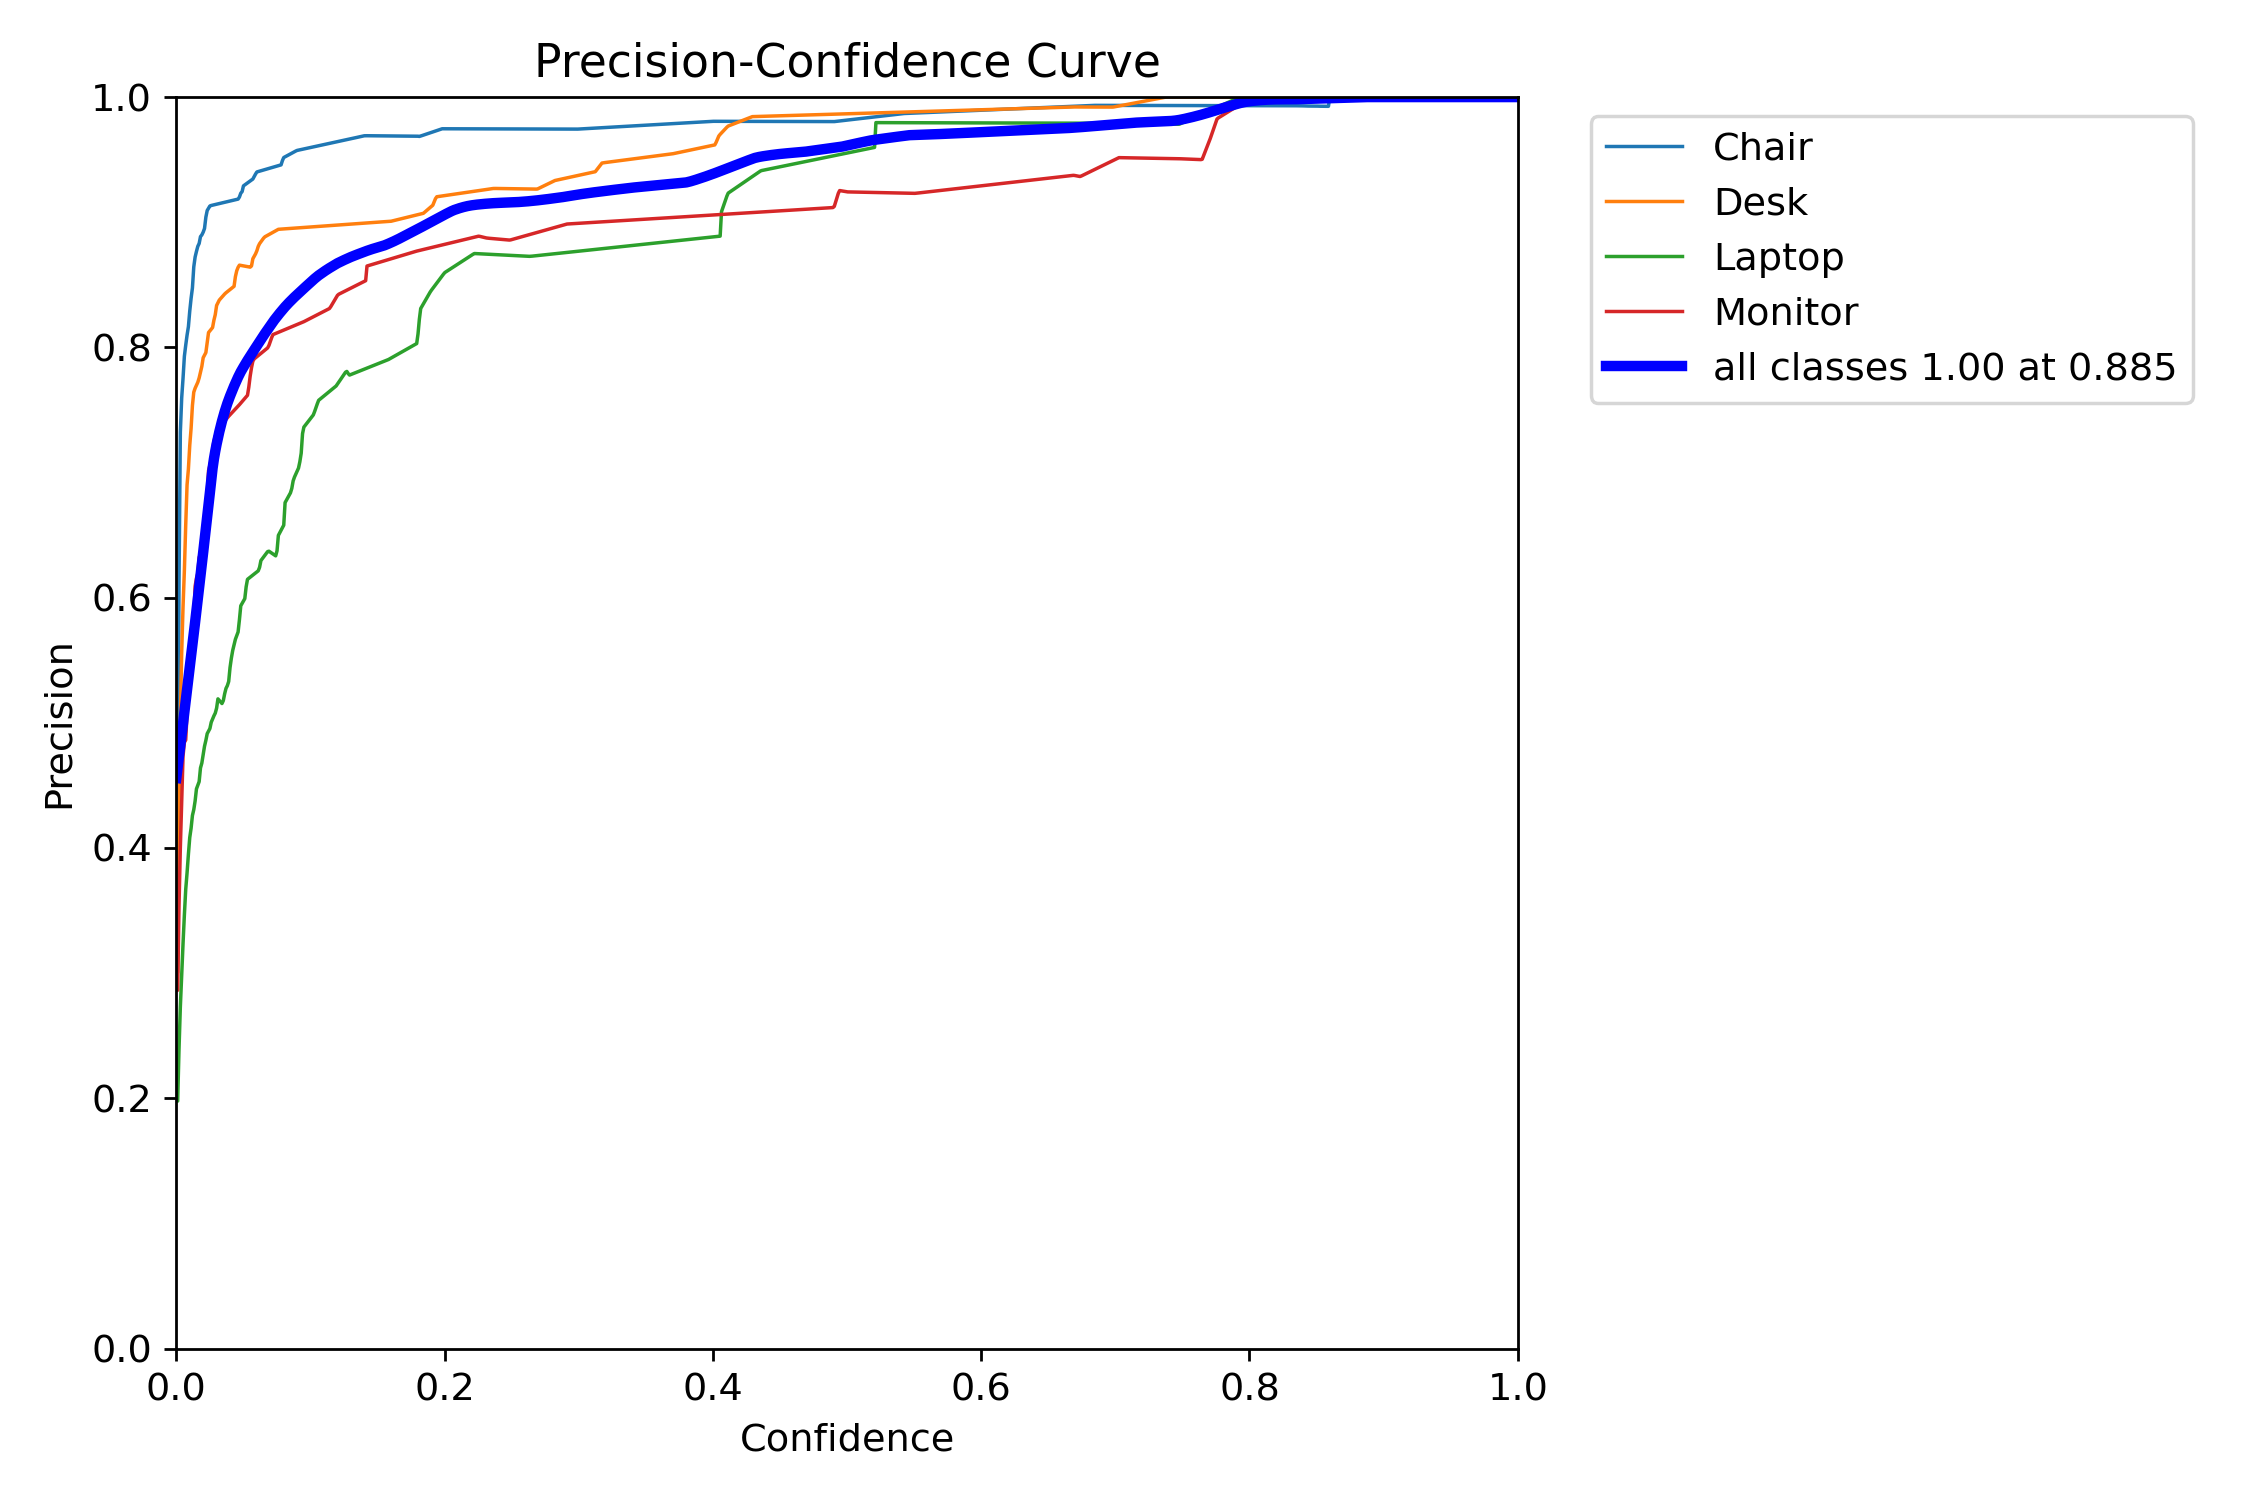 Precision-Confidence Curve
1.0
0.8
0.6
0.4
0.2
0.0
Precision
0.0 0.2 0.4 0.6 0.8 1.0
Confidence
Chair
Desk
Laptop
Monitor
all classes 1.00 at 0.885